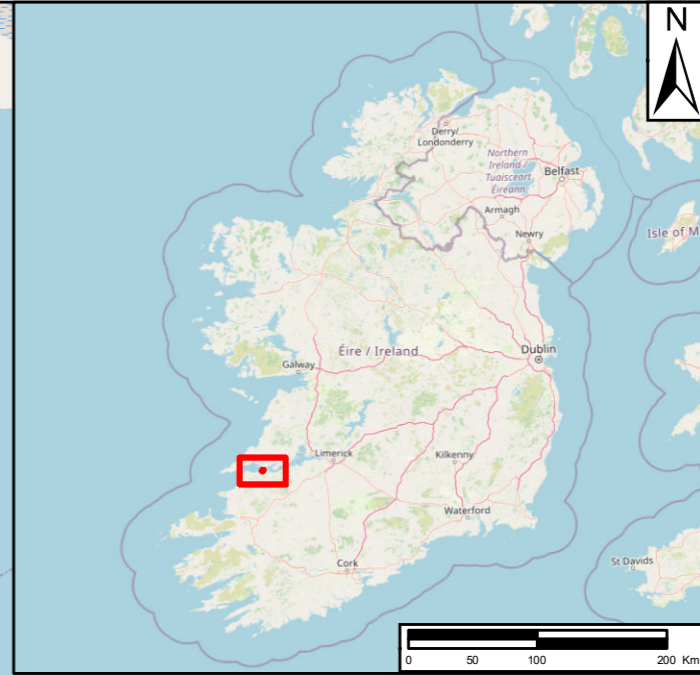 N
Derry/
Londonderry
Northern
Ireland /
Tuaisceart
Éireann
Belfast
Armagh
Newry
Isle of M
Éire / Ireland
Dublin
Galway
Limerick
Kilkenny
Waterford
Cork
St Davids
0 50 100 200 Km